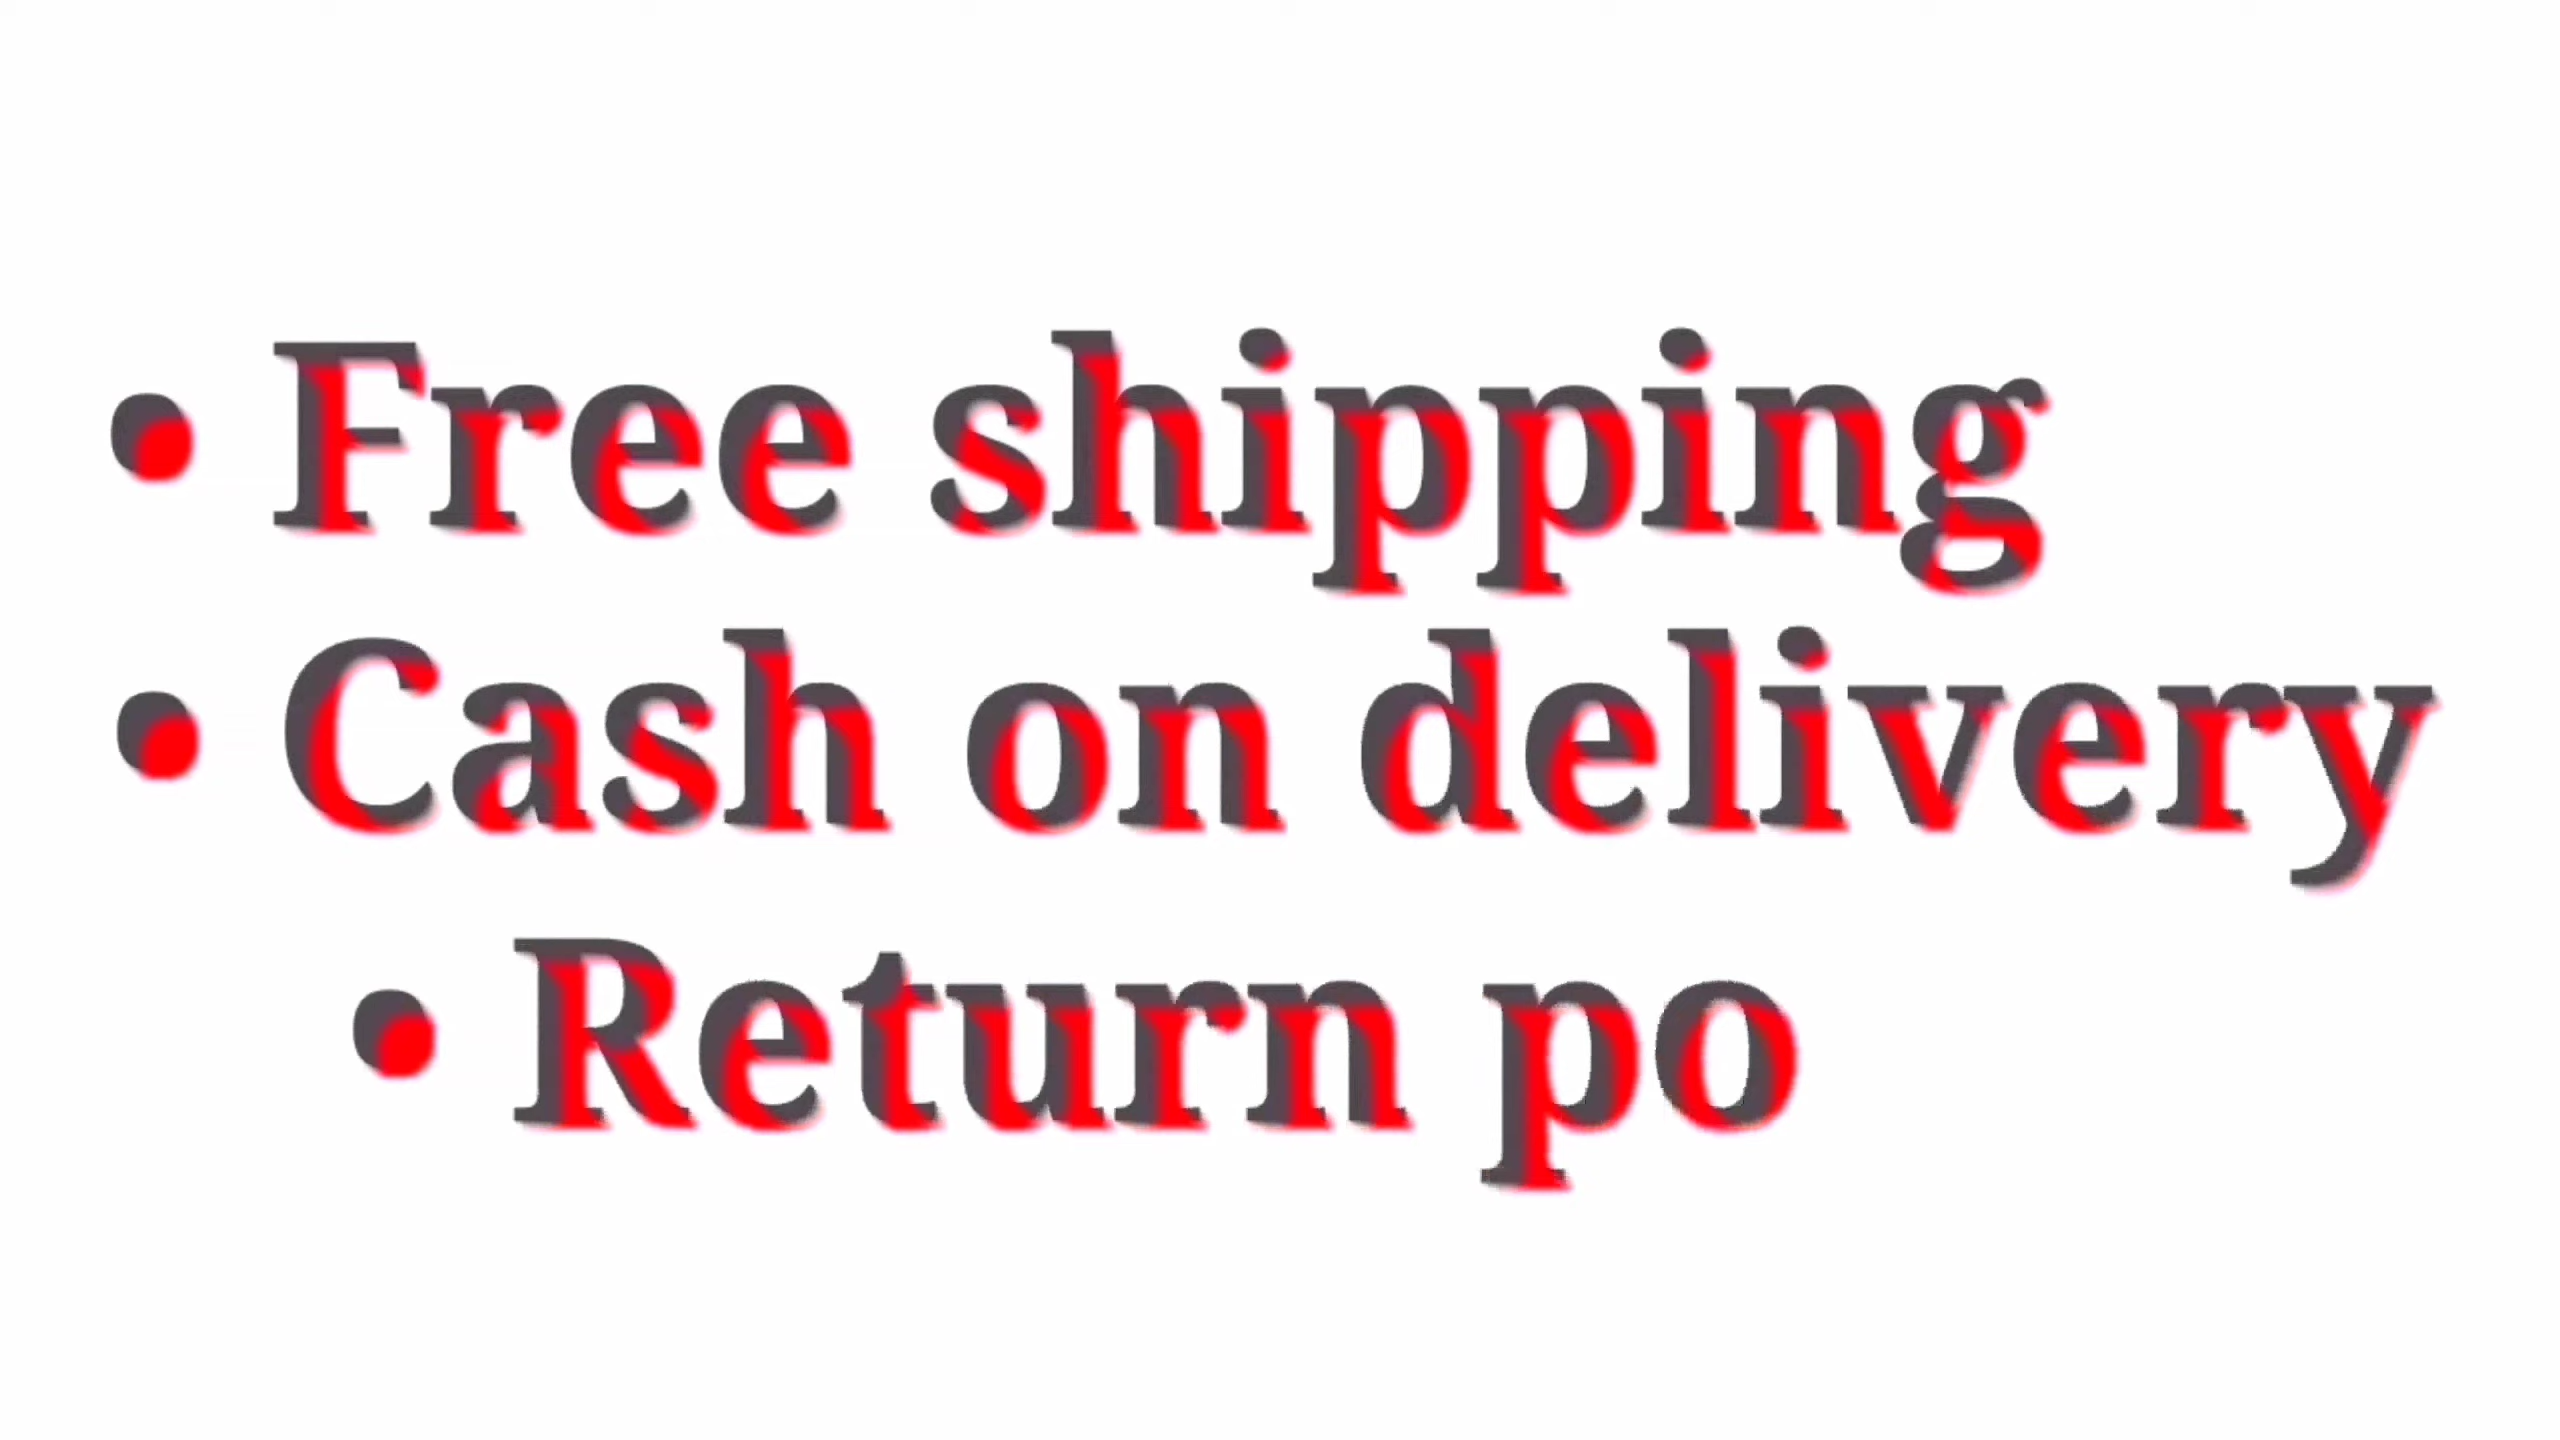 • Free shipping
• Cash on delivery
• Return po